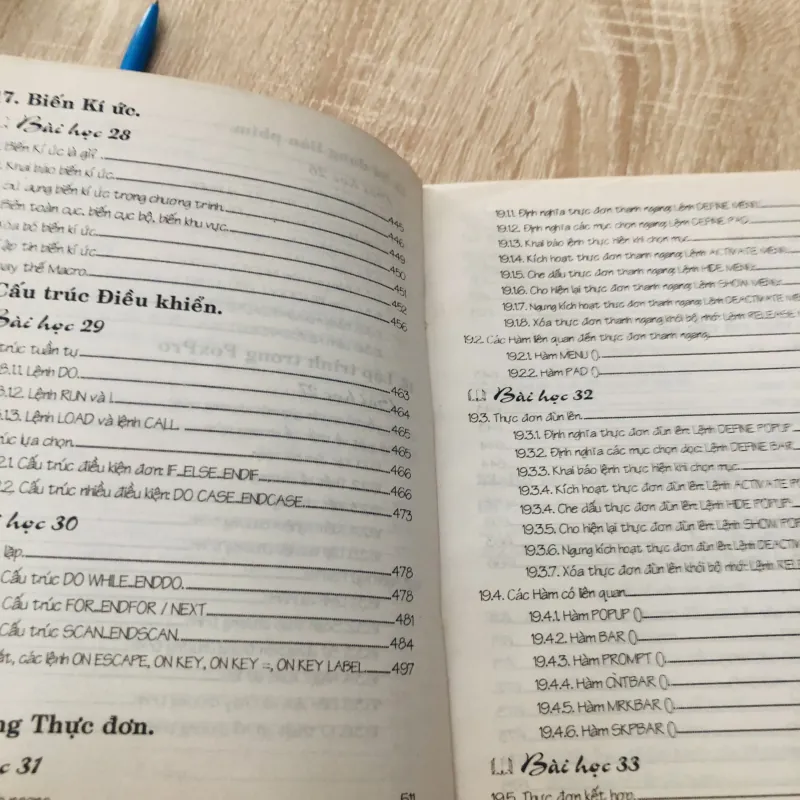 17. Biến Kí ức.
Bài học 28
Biến Kí ức là gì?
Khai báo biến kí ức. 445
dụng biến kí ức trong chương trình. 446
Biến toàn cục, biến cục bộ, biến khu vực. 449
bỏ biến kí ức. 450
tập tin biến kí ức. 451
thay thế Macro. 452
456
Cấu trúc Điều khiển.
Bài học 29
trúc tuần tự. 463
Lệnh DO. 464
Lệnh RUN và !. 465
Lệnh LOAD và lệnh CALL. 465
lựa chọn. 466
Cấu trúc điều kiện đơn: IF...ELSE...ENDIF. 466
Cấu trúc nhiều điều kiện: DO CASE...ENDCASE. 473
học 30
lặp. 478
Cấu trúc DO WHILE...ENDDO. 478
Cấu trúc FOR...ENDFOR / NEXT. 481
Cấu trúc SCAN...ENDSCAN. 484
các lệnh ON ESCAPE, ON KEY, ON KEY =, ON KEY LABEL. 497
Thực đơn.
31
511
19.1.1. Định nghĩa thực đơn thanh ngang: Lệnh DEFINE MENU.
19.1.2. Định nghĩa các mục chọn ngang: Lệnh DEFINE PAD.
19.1.3. Khai báo lệnh thực hiện khi chọn mục.
19.1.4. Kích hoạt thực đơn thanh ngang: Lệnh ACTIVATE MENU.
19.1.5. Che dấu thực đơn thanh ngang: Lệnh HIDE MENU.
19.1.6. Cho hiện lại thực đơn thanh ngang: Lệnh SHOW MENU.
19.1.7. Ngưng kích hoạt thực đơn thanh ngang: Lệnh DEACTIVATE
19.1.8. Xóa thực đơn thanh ngang khỏi bộ nhớ: Lệnh RELEASE
19.2. Các Hàm liên quan đến thực đơn thanh ngang.
19.2.1. Hàm MENU ().
19.2.2. Hàm PAD ().
Bài học 32
19.3. Thực đơn đùn lên.
19.3.1. Định nghĩa thực đơn đùn lên: Lệnh DEFINE POPUP.
19.3.2. Định nghĩa các mục chọn dọc: Lệnh DEFINE BAR.
19.3.3. Khai báo lệnh thực hiện khi chọn mục.
19.3.4. Kích hoạt thực đơn đùn lên: Lệnh ACTIVATE
19.3.4. Che dấu thực đơn đùn lên: Lệnh HIDE POPUP.
19.3.5. Cho hiện lại thực đơn đùn lên: Lệnh SHOW
19.3.6. Ngưng kích hoạt thực đơn đùn lên: Lệnh
19.3.7. Xóa thực đơn đùn lên khỏi bộ nhớ: Lệnh
19.4. Các Hàm có liên quan.
19.4.1. Hàm POPUP ().
19.4.2. Hàm BAR ().
19.4.3. Hàm PROMPT ().
19.4.4. Hàm CNTBAR ().
19.4.5. Hàm MRKBAR ().
19.4.6. Hàm SKPBAR ().
Bài học 33
19.5. Thực đơn kết hợp.